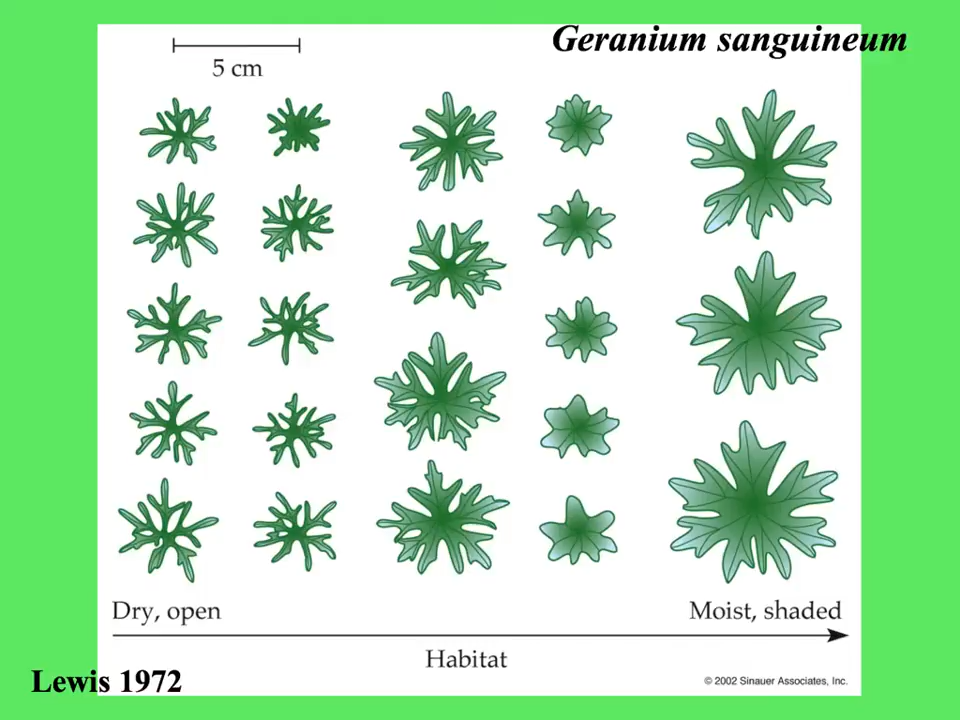 Geranium sanguineum
5 cm
Dry, open
Moist, shaded
Habitat
Lewis 1972
© 2002 Sinauer Associates, Inc.